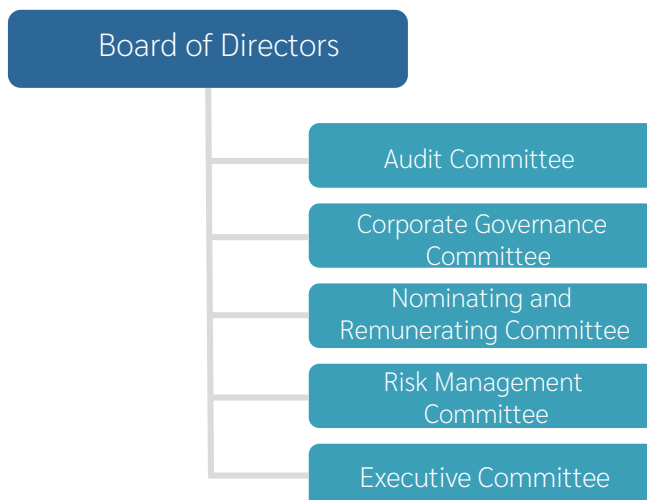 Board of Directors
Audit Committee
Corporate Governance
Committee
Nominating and
Remunerating Committee
Risk Management
Committee
Executive Committee